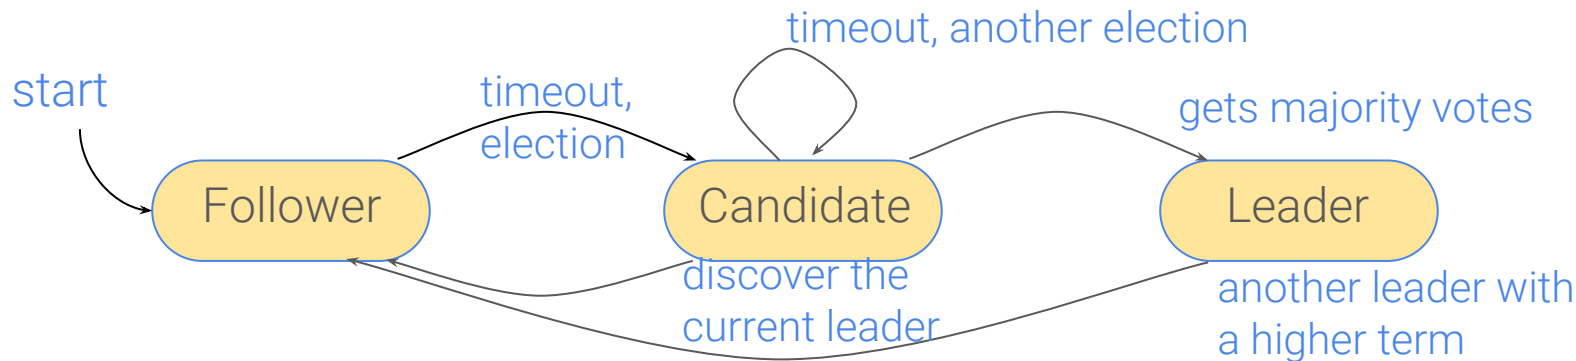 timeout, another election
start
timeout,
election
gets majority votes
Follower
Candidate
Leader
discover the
current leader
another leader with
a higher term